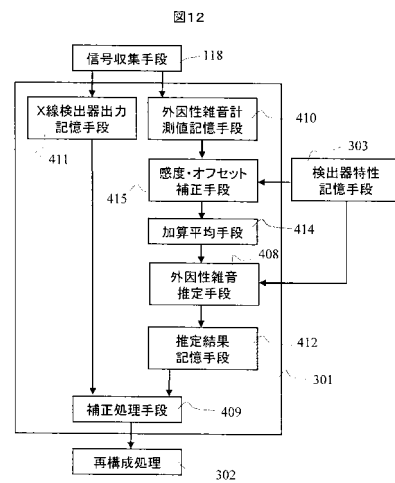 図12
信号収集手段
118
X線検出器出力
記憶手段
411
外因性雑音計
測値記憶手段
410
感度・オフセット
補正手段
415
303
検出器特性
記憶手段
加算平均手段
414
408
外因性雑音
推定手段
推定結果
記憶手段
412
301
補正処理手段
409
再構成処理
302